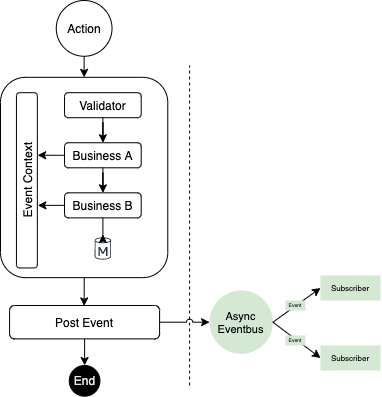 Action
Event Context
Validator
Business A
Business B
M
Post Event
End
Async
Eventbus
Event
Event
Subscriber
Subscriber